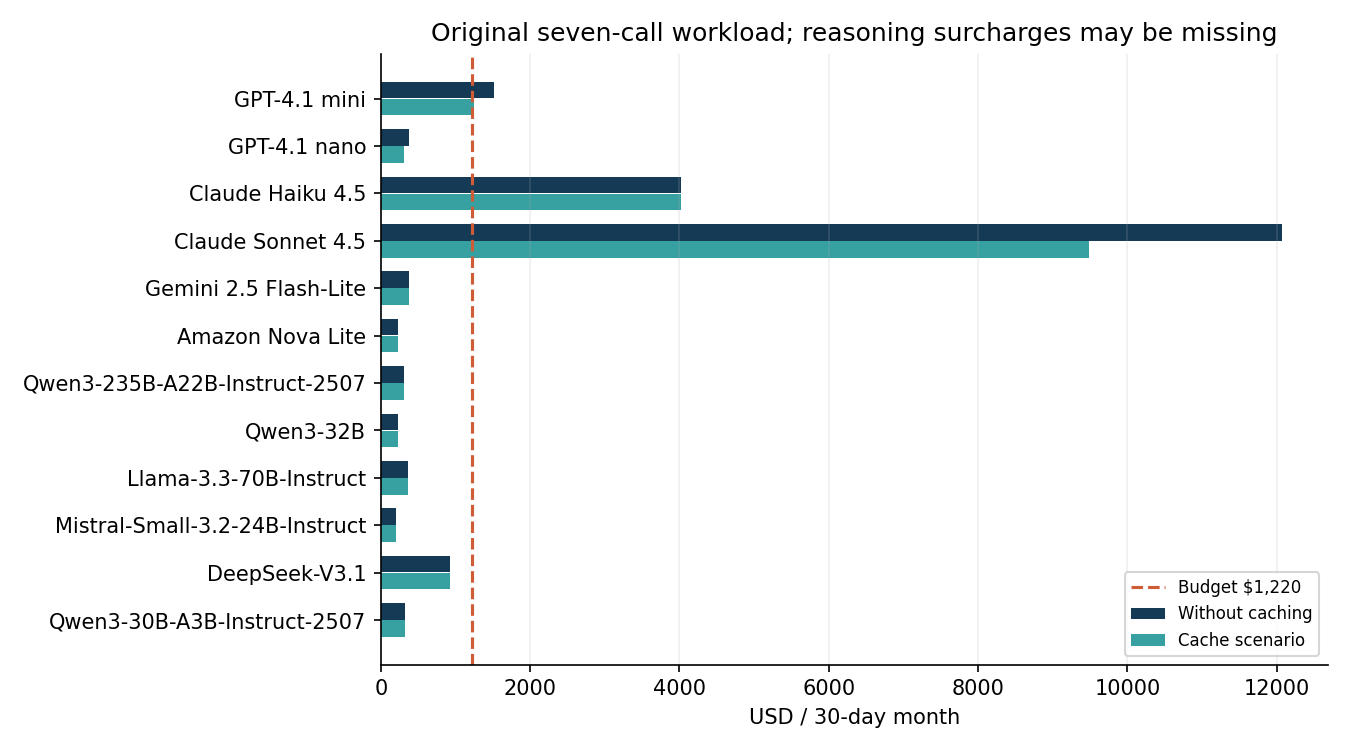 Original seven-call workload; reasoning surcharges may be missing
GPT-4.1 mini
GPT-4.1 nano
Claude Haiku 4.5
Claude Sonnet 4.5
Gemini 2.5 Flash-Lite
Amazon Nova Lite
Qwen3-235B-A22B-Instruct-2507
Qwen3-32B
Llama-3.3-70B-Instruct
Mistral-Small-3.2-24B-Instruct
DeepSeek-V3.1
Qwen3-30B-A3B-Instruct-2507
Budget $1,220
Without caching
Cache scenario
0 2000 4000 6000 8000 10000 12000
USD / 30-day month